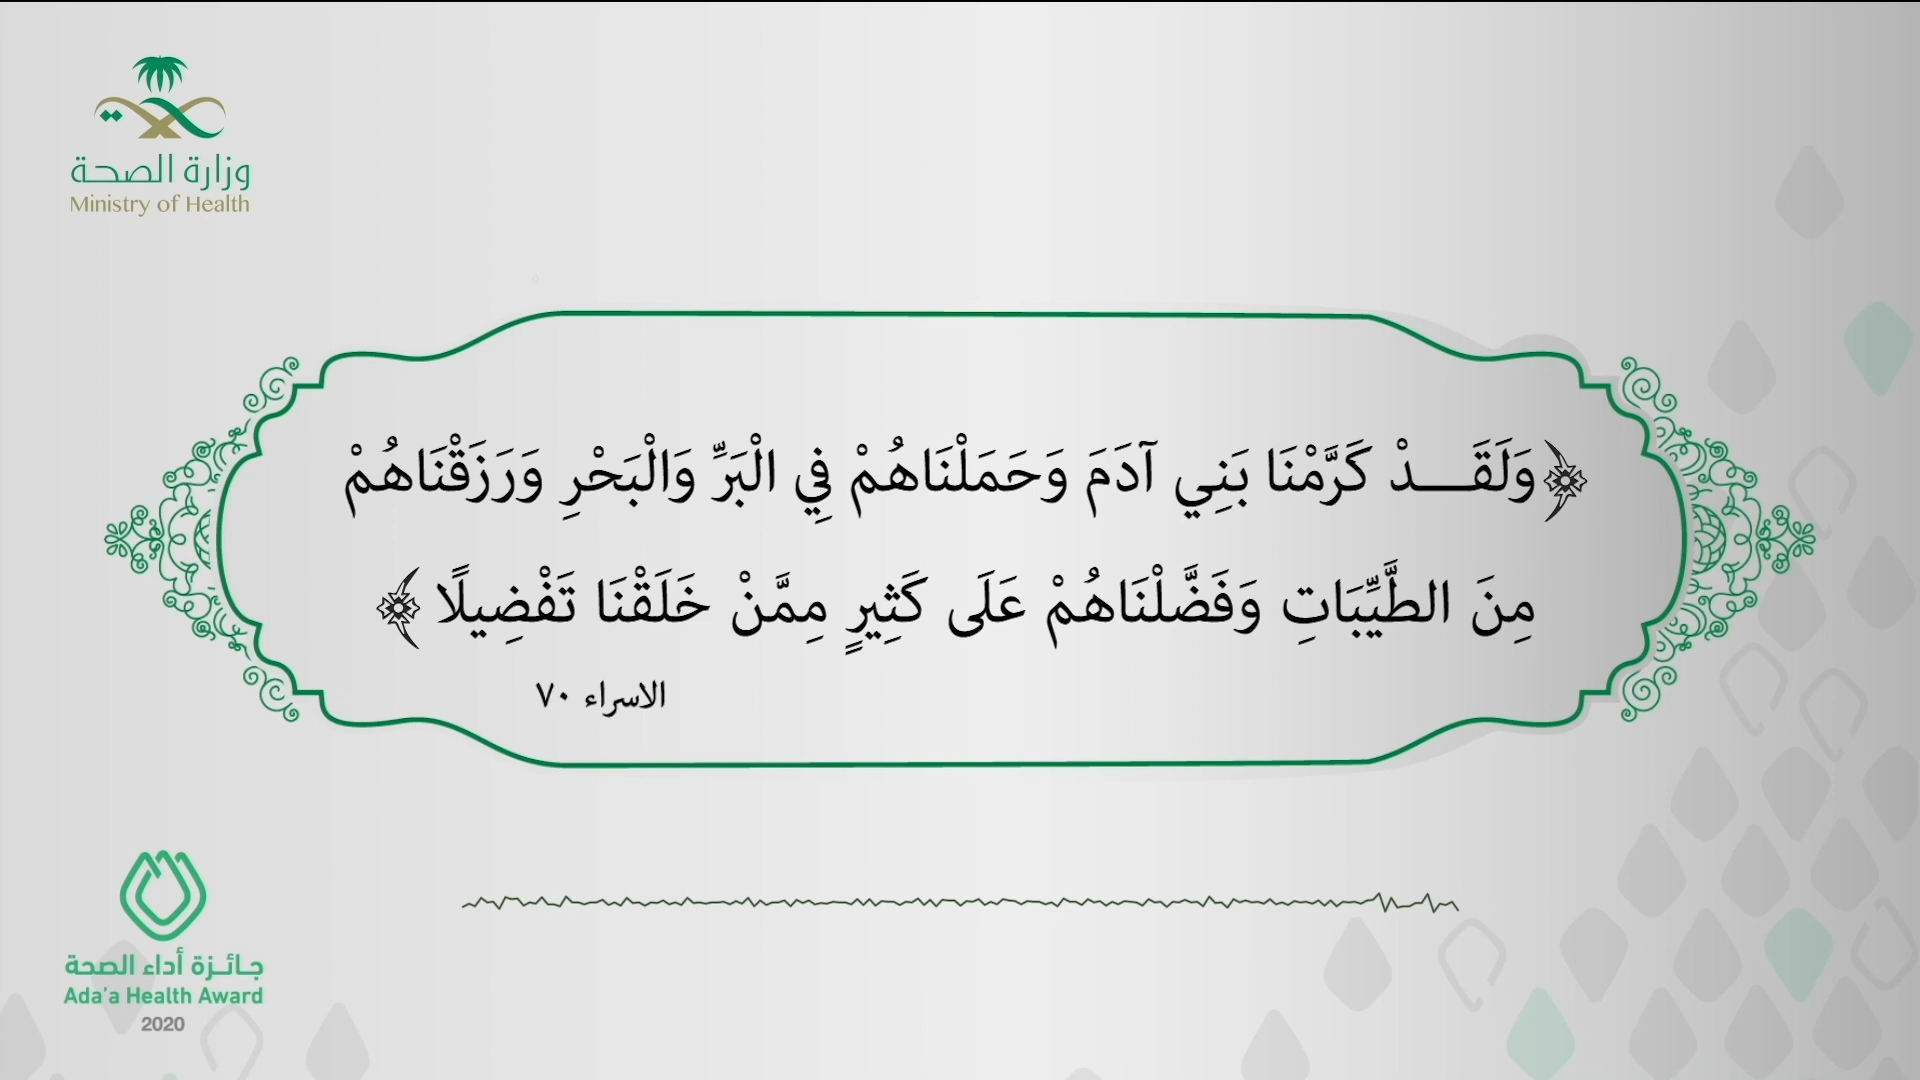 وزارة الصحة
Ministry of Health
﴿وَلَقَـــدْ كَرَّمْنَا بَنِي آدَمَ وَحَمَلْنَاهُمْ فِي الْبَرِّ وَالْبَحْرِ وَرَزَقْنَاهُمْ
مِنَ الطَّيِّبَاتِ وَفَضَّلْنَاهُمْ عَلَى كَثِيرٍ مِمَّنْ خَلَقْنَا تَفْضِيلًا ﴾
الاسراء ٧٠
جائزة أداء الصحة
Ada'a Health Award
2020